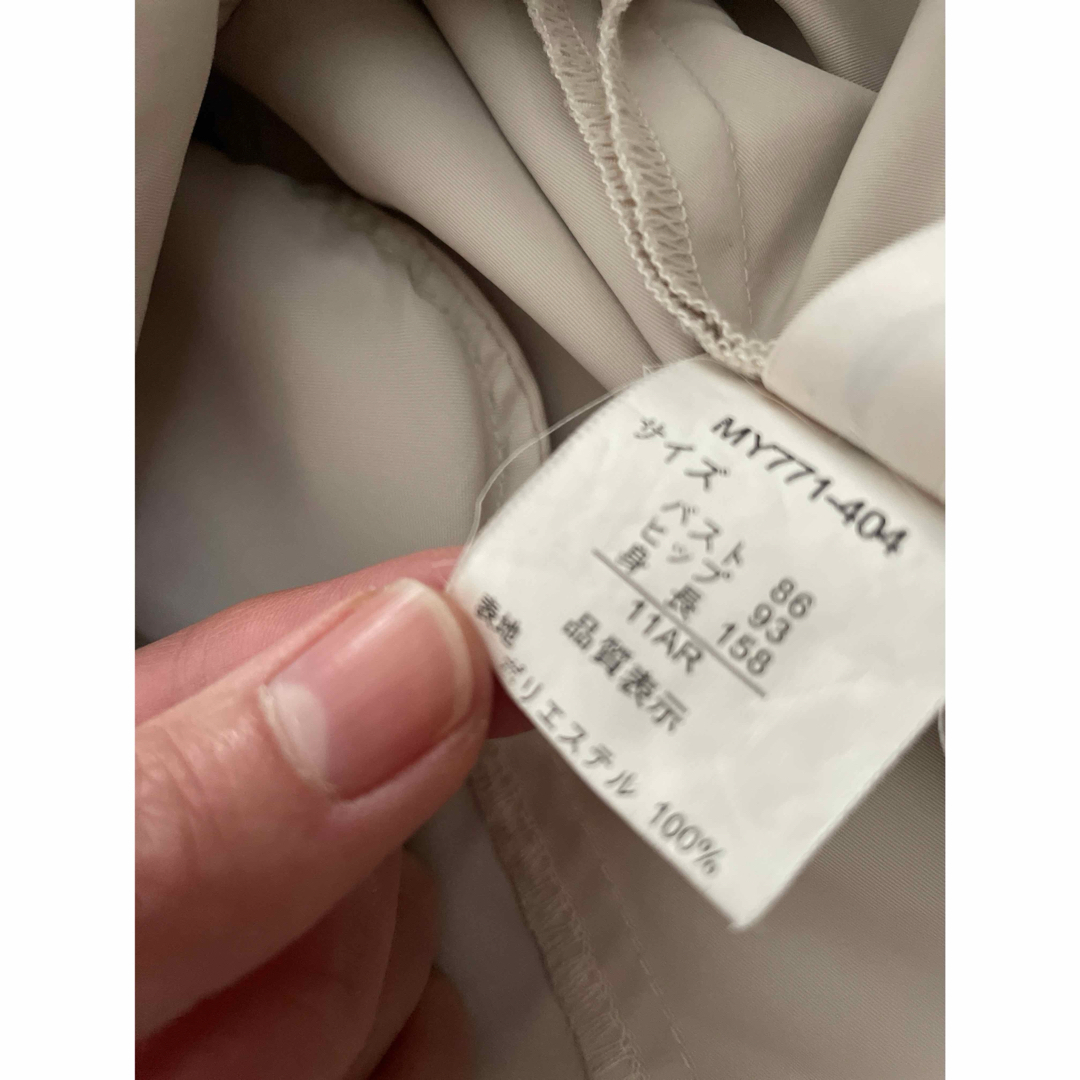 MY771-404
サイズ
バスト 86
ヒップ 93
身長 158
11AR
品質表示
表地
ポリエステル 100%